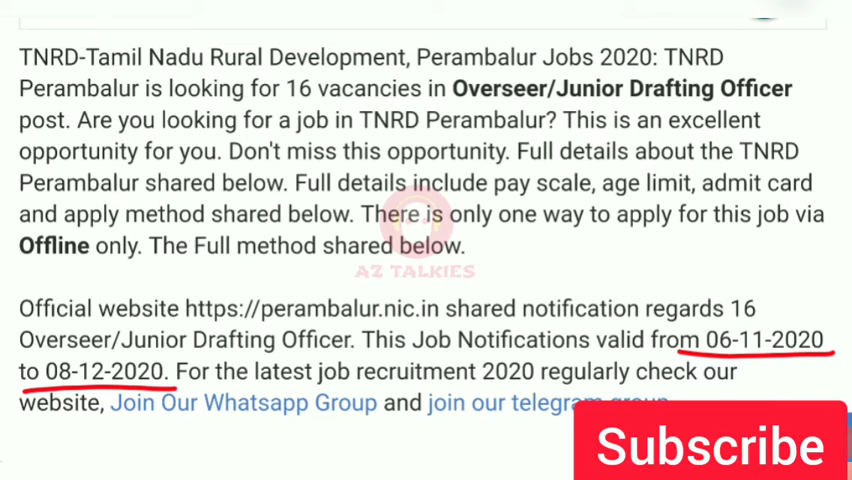 TNRD-Tamil Nadu Rural Development, Perambalur Jobs 2020: TNRD
Perambalur is looking for 16 vacancies in Overseer/Junior Drafting Officer
post. Are you looking for a job in TNRD Perambalur? This is an excellent
opportunity for you. Don't miss this opportunity. Full details about the TNRD
Perambalur shared below. Full details include pay scale, age limit, admit card
and apply method shared below. There is only one way to apply for this job via
Offline only. The Full method shared below.
AZ TALKIES
Official website https://perambalur.nic.in shared notification regards 16
Overseer/Junior Drafting Officer. This Job Notifications valid from 06-11-2020
to 08-12-2020. For the latest job recruitment 2020 regularly check our
website, Join Our Whatsapp Group and join our telegram group
Subscribe